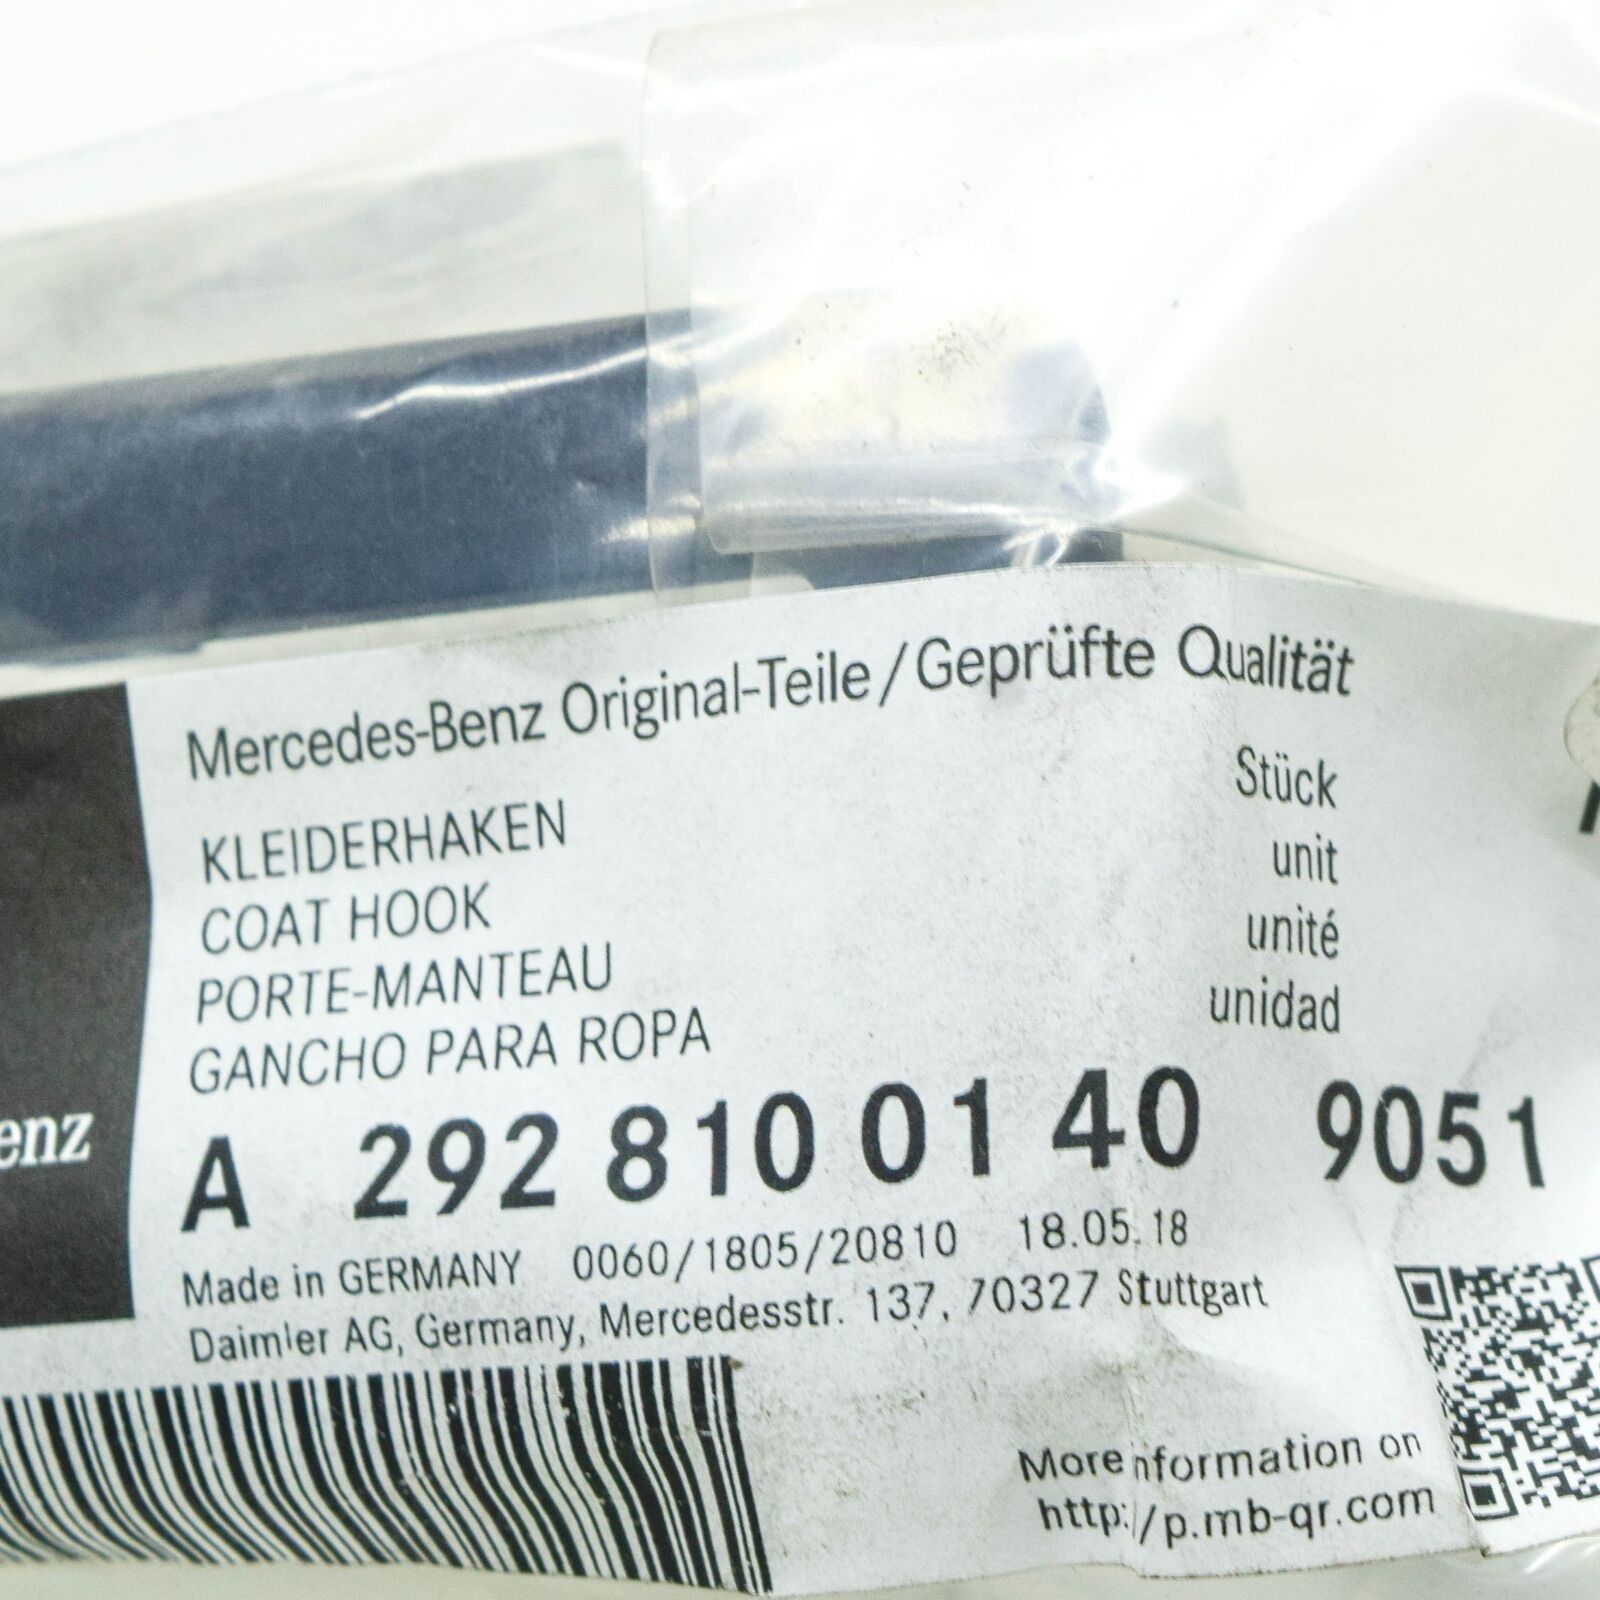 Mercedes-Benz Original-Teile/Geprüfte Qualität
KLEIDERHAKEN Stück
COAT HOOK unit
PORTE-MANTEAU unité
GANCHO PARA ROPA unidad
enz
A 292 810 01 40 9051
Made in GERMANY 0060/1805/20810 18.05.18
Daimler AG, Germany, Mercedesstr. 137, 70327 Stuttgart
More nformation on
http://p.mb-qr.com